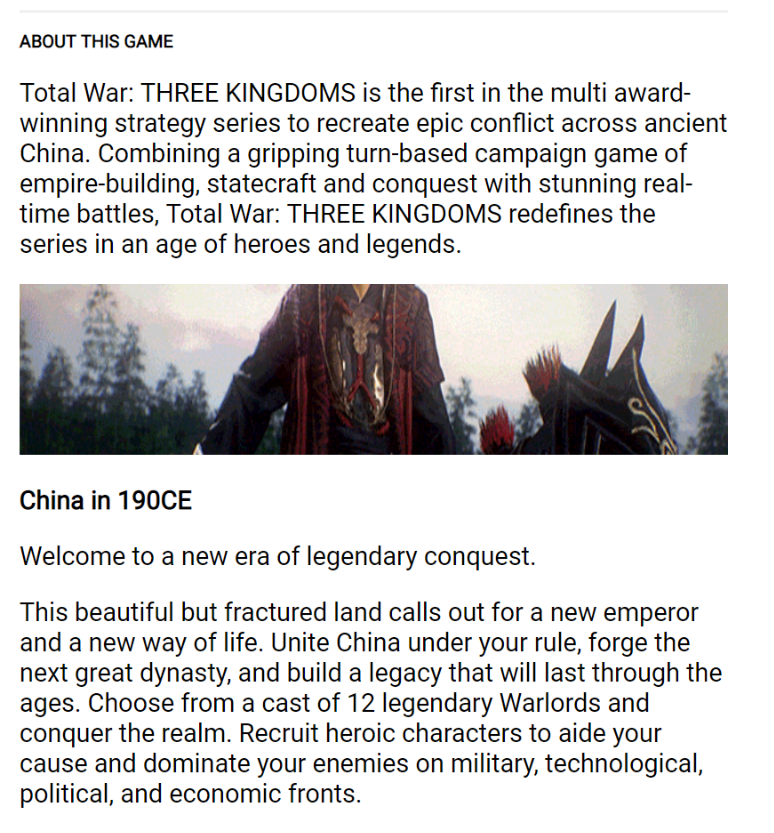 ABOUT THIS GAME
Total War: THREE KINGDOMS is the first in the multi award-
winning strategy series to recreate epic conflict across ancient
China. Combining a gripping turn-based campaign game of
empire-building, statecraft and conquest with stunning real-
time battles, Total War: THREE KINGDOMS redefines the
series in an age of heroes and legends.
China in 190CE
Welcome to a new era of legendary conquest.
This beautiful but fractured land calls out for a new emperor
and a new way of life. Unite China under your rule, forge the
next great dynasty, and build a legacy that will last through the
ages. Choose from a cast of 12 legendary Warlords and
conquer the realm. Recruit heroic characters to aide your
cause and dominate your enemies on military, technological,
political, and economic fronts.